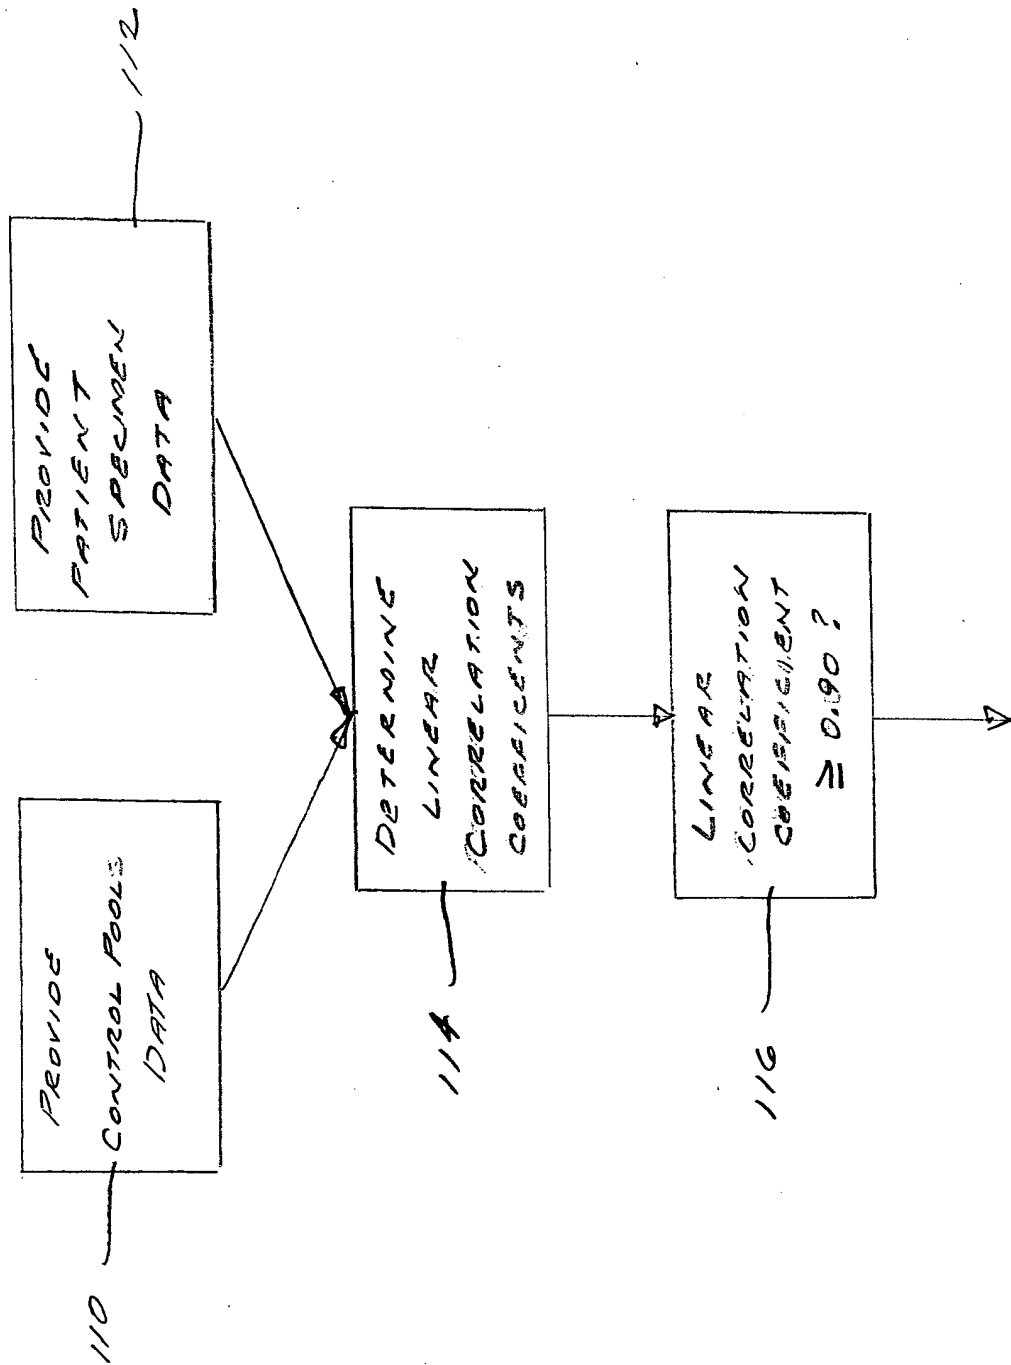 PROVIDE
CONTROL POOLS
DATA
110
PROVIDE
PATIENT
SPECIMEN
DATA
112
DETERMINE
LINEAR
CORRELATION
COEFFICENTS
114
LINEAR
CORRELATION
COEFFICIENT
≥ 0.90 ?
116